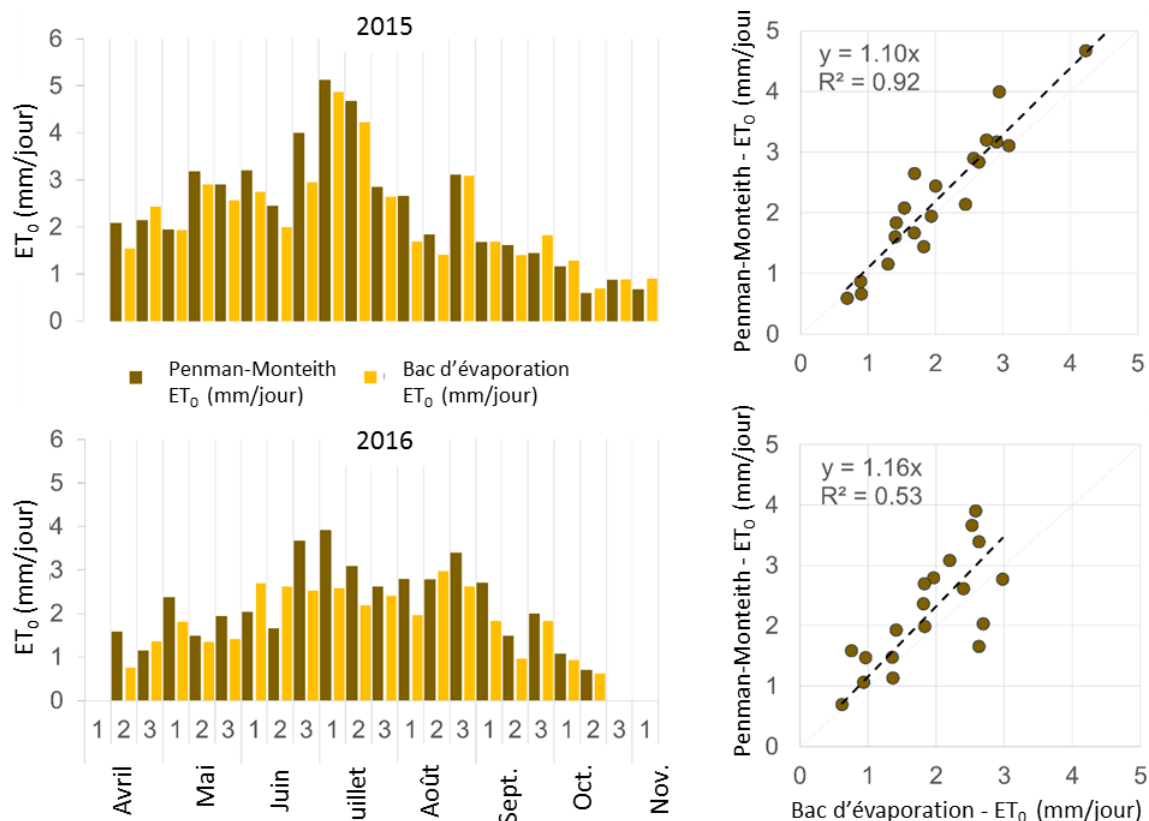 2015
6
5
4
3
2
1
0
ET₀ (mm/jour)
Penman-Monteith
ET₀ (mm/jour)
Bac d'évaporation
ET₀ (mm/jour)
y = 1.10x
R² = 0.92
5
4
3
2
1
0
Penman-Monteith - ET₀ (mm/jour)
0 1 2 3 4 5
2016
6
5
4
3
2
1
0
ET₀ (mm/jour)
1 2 3 1 2 3 1 2 3 1 2 3 1 2 3 1 2 3 1 2 3 1
Avril
Mai
Juin
uillet
Août
Sept.
Oct.
Nov.
y = 1.16x
R² = 0.53
5
4
3
2
1
0
Penman-Monteith - ET₀ (mm/jour)
0 1 2 3 4 5
Bac d'évaporation - ET₀ (mm/jour)